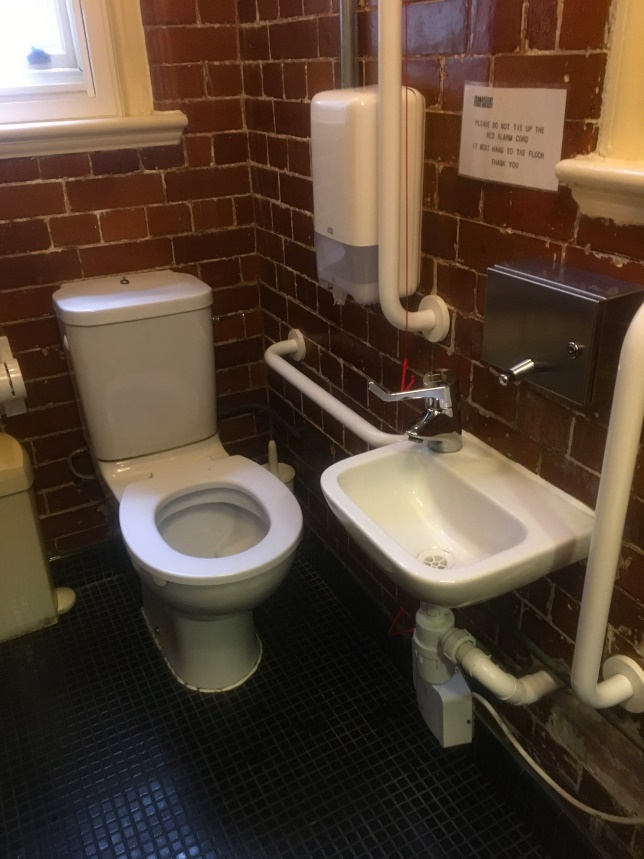 PLEASE DO NOT TIE UP THE
RED ALARM CORD
IT MUST HANG TO THE FLOOR
THANK YOU